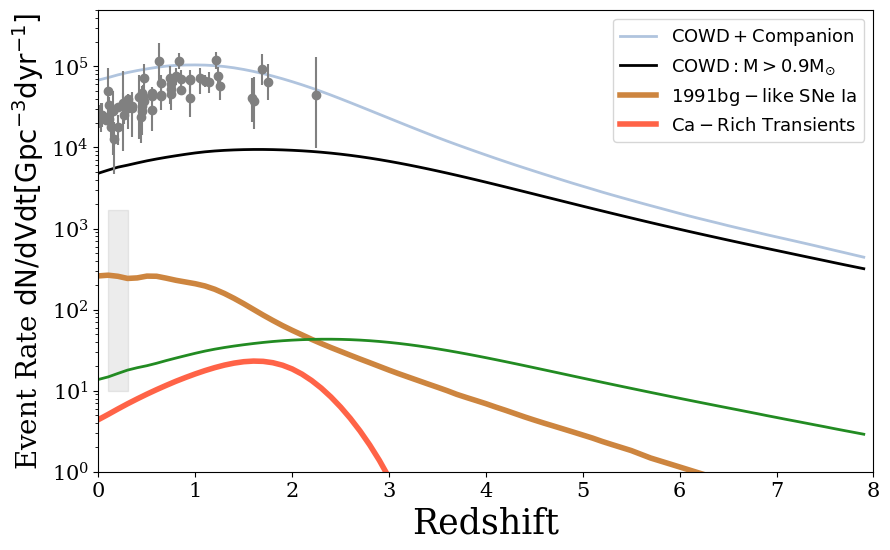 COWD + Companion
COWD : M > 0.9M⊙
1991bg − like SNe Ia
Ca − Rich Transients
Event Rate dN/dVdt[Gpc⁻³dyr⁻¹]
10⁵
10⁴
10³
10²
10¹
10⁰
0 1 2 3 4 5 6 7 8
Redshift